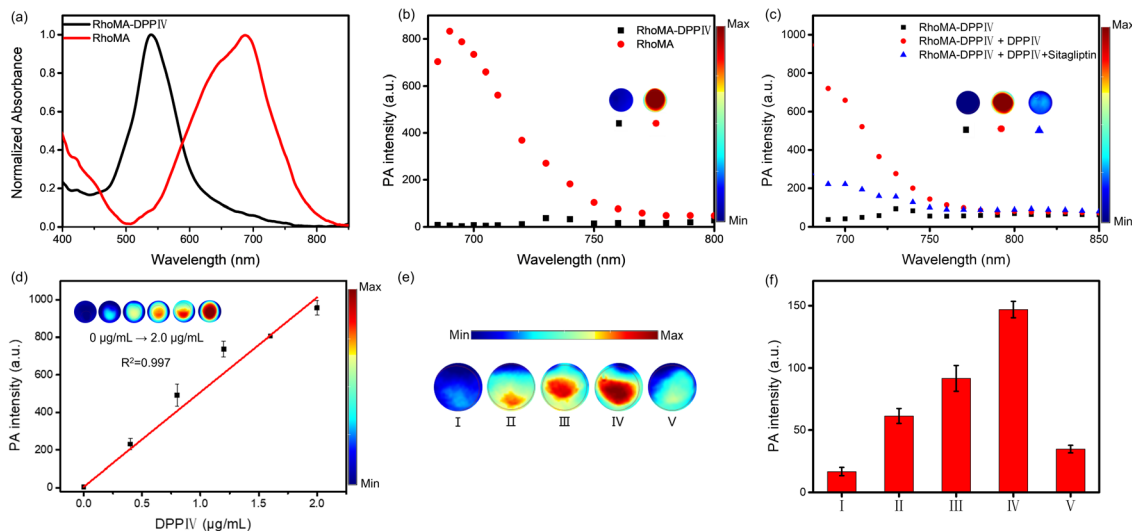 (a)
RhoMA-DPPⅣ
RhoMA
Normalized Absorbance
1.0
0.8
0.6
0.4
0.2
0.0
400 500 600 700 800
Wavelength (nm)
(b)
RhoMA-DPPⅣ
RhoMA
PA intensity (a.u.)
800
600
400
200
0
700 750 800
Wavelength (nm)
Max
Min
(c)
RhoMA-DPPⅣ
RhoMA-DPPⅣ + DPPⅣ
RhoMA-DPPⅣ + DPPⅣ+Sitagliptin
PA intensity (a.u.)
1000
800
600
400
200
0
700 750 800 850
Wavelength (nm)
Max
Min
(d)
0 μg/mL → 2.0 μg/mL
R²=0.997
PA intensity (a.u.)
1000
800
600
400
200
0
0.0 0.5 1.0 1.5 2.0
DPPⅣ (μg/mL)
Max
Min
(e)
Min Max
Ⅰ Ⅱ Ⅲ Ⅳ Ⅴ
(f)
PA intensity (a.u.)
150
100
50
0
Ⅰ Ⅱ Ⅲ Ⅳ Ⅴ